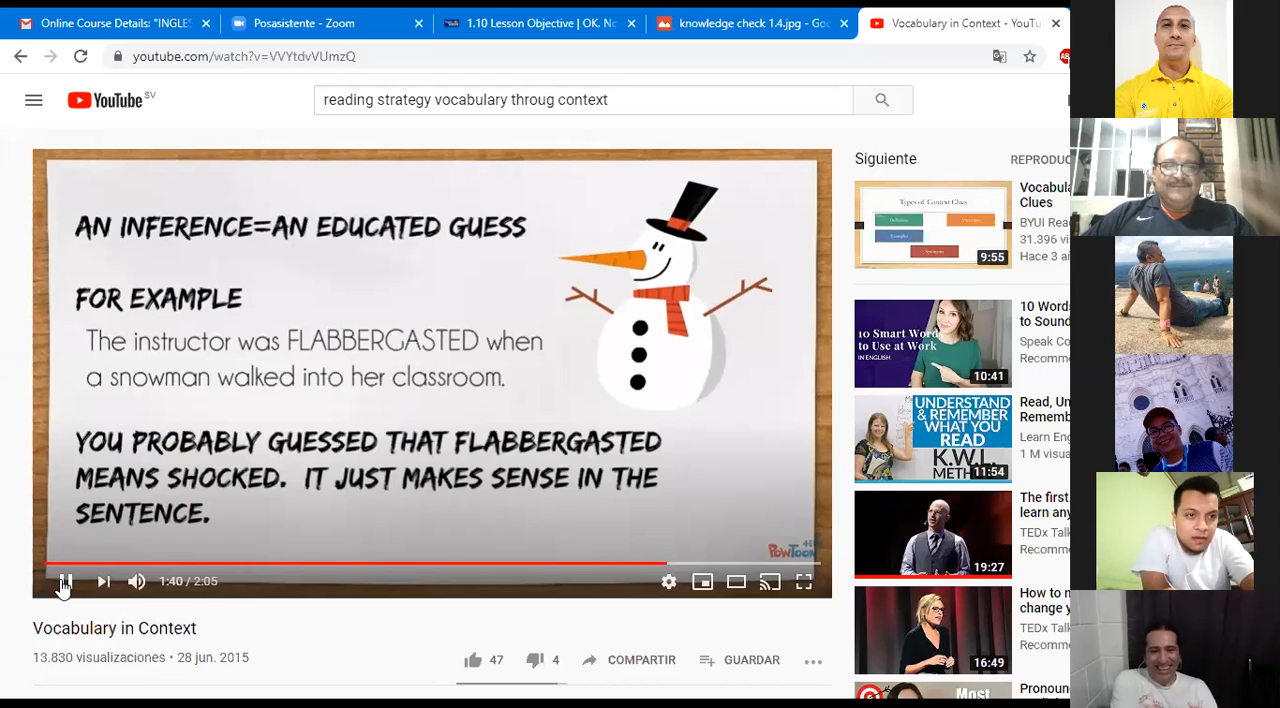 Online Course Details: "INGLES
Posasistente - Zoom
1.10 Lesson Objective | OK. No
knowledge check 1.4.jpg - Goo
Vocabulary in Context - YouTu
youtube.com/watch?v=VVYtdvVUmzQ
YouTube SV
reading strategy vocabulary throug context
AN INFERENCE=AN EDUCATED GUESS
FOR EXAMPLE
The instructor was FLABBERGASTED when
a snowman walked into her classroom.
YOU PROBABLY GUESSED THAT FLABBERGASTED
MEANS SHOCKED. IT JUST MAKES SENSE IN THE
SENTENCE.
POWTOON
1:40 / 2:05
Vocabulary in Context
13.830 visualizaciones • 28 jun. 2015
47
4
COMPARTIR
GUARDAR
Siguiente
REPRODUC
Types of Context Clues
Definition
Examples
9:55
Vocabula
Clues
BYUI Rea
31.396 vi
Hace 3 a
10 Smart Word
to Use at Work
IN ENGLISH
10:41
10 Words
to Sound
Speak Co
Recomme
UNDERSTAND
& REMEMBER
WHAT YOU
READ
K.W.L.
METH
11:54
Read, Un
Rememb
Learn Eng
1 M visua
19:27
The first
learn any
TEDx Talk
Recomme
16:49
How to n
change y
TEDx Talk
Recomme
Most
Pronoun